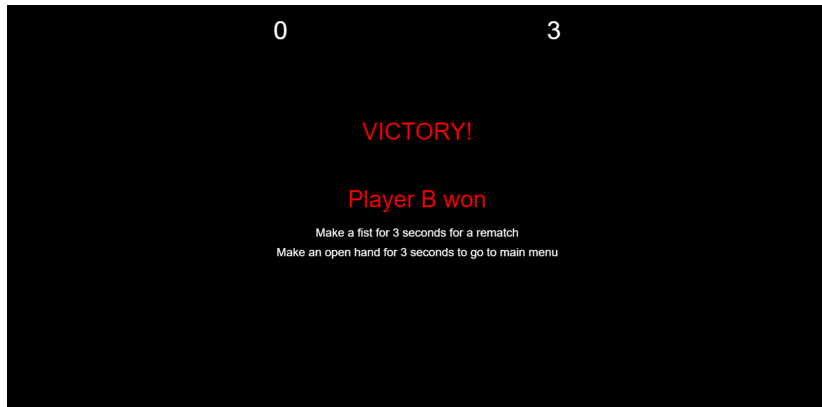 0 3
VICTORY!
Player B won
Make a fist for 3 seconds for a rematch
Make an open hand for 3 seconds to go to main menu